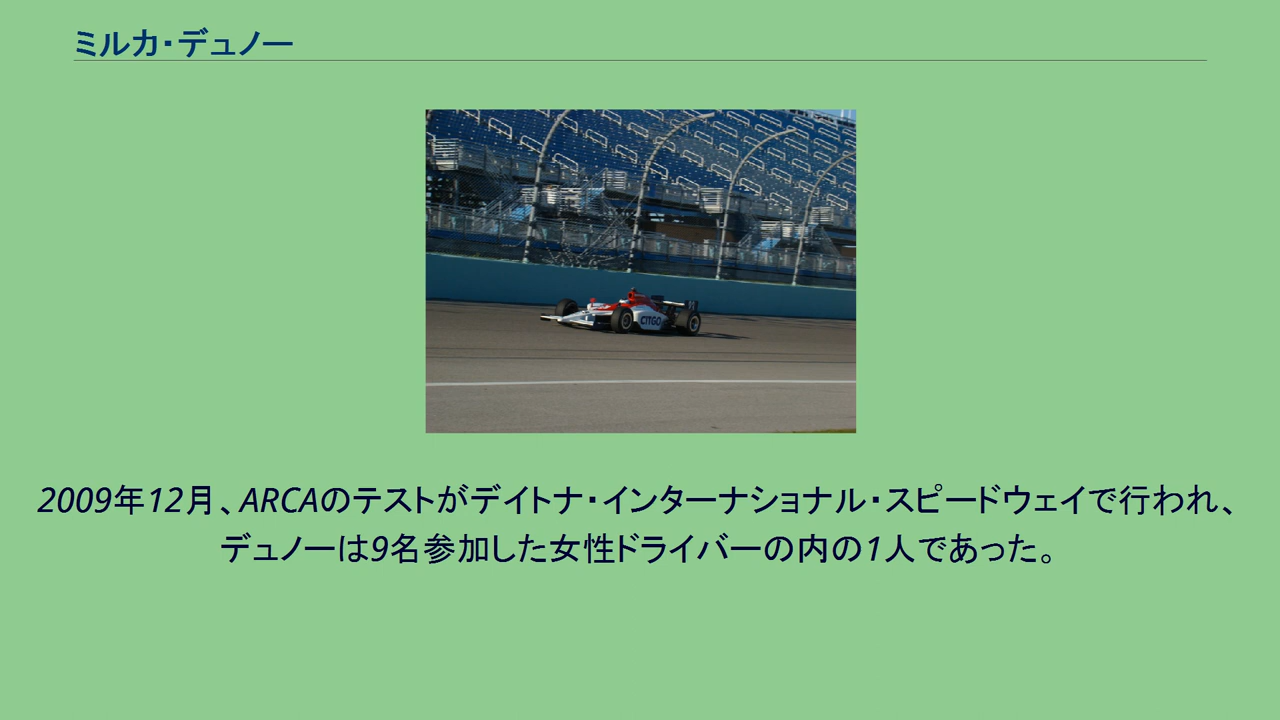 ミルカ・デュノー
CITGO
2009年12月、ARCAのテストがデイトナ・インターナショナル・スピードウェイで行われ、
デュノーは9名参加した女性ドライバーの内の1人であった。